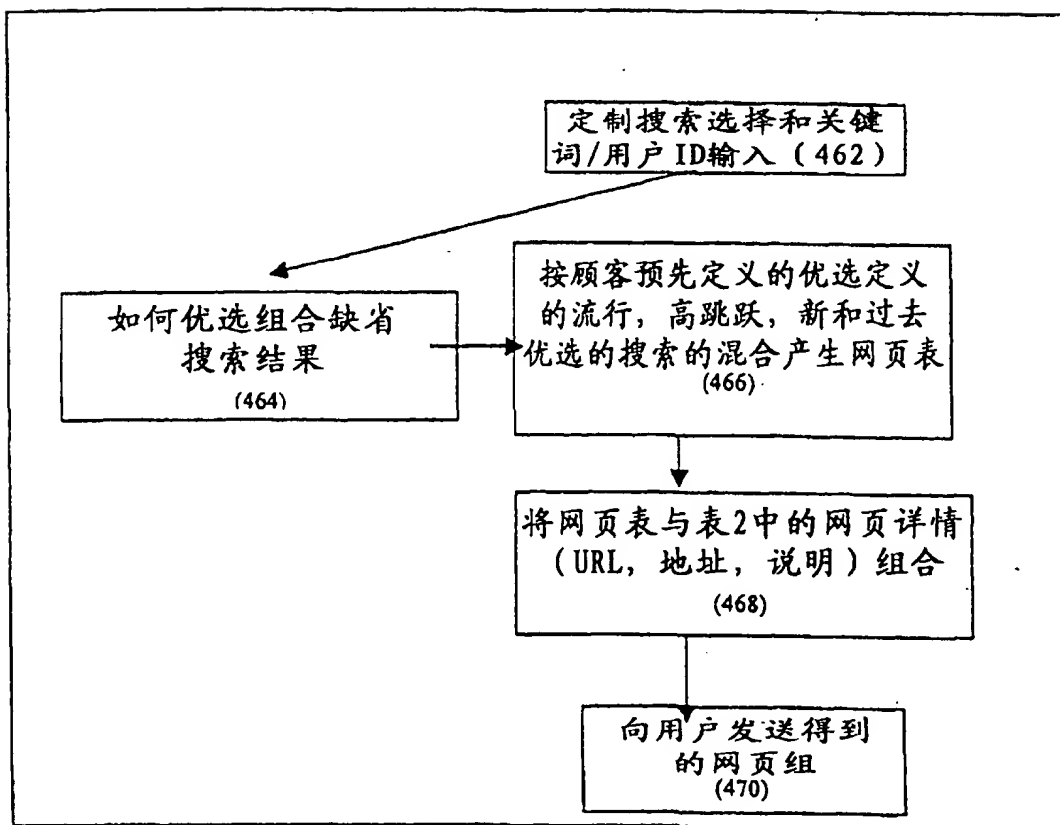 定制搜索选择和关键
词/用户ID输入(462)
如何优选组合缺省
搜索结果
(464)
按顾客预先定义的优选定义
的流行，高跳跃，新和过去
优选的搜索的混合产生网页表
(466)
将网页表与表2中的网页详情
(URL，地址，说明)组合
(468)
向用户发送得到
的网页组
(470)